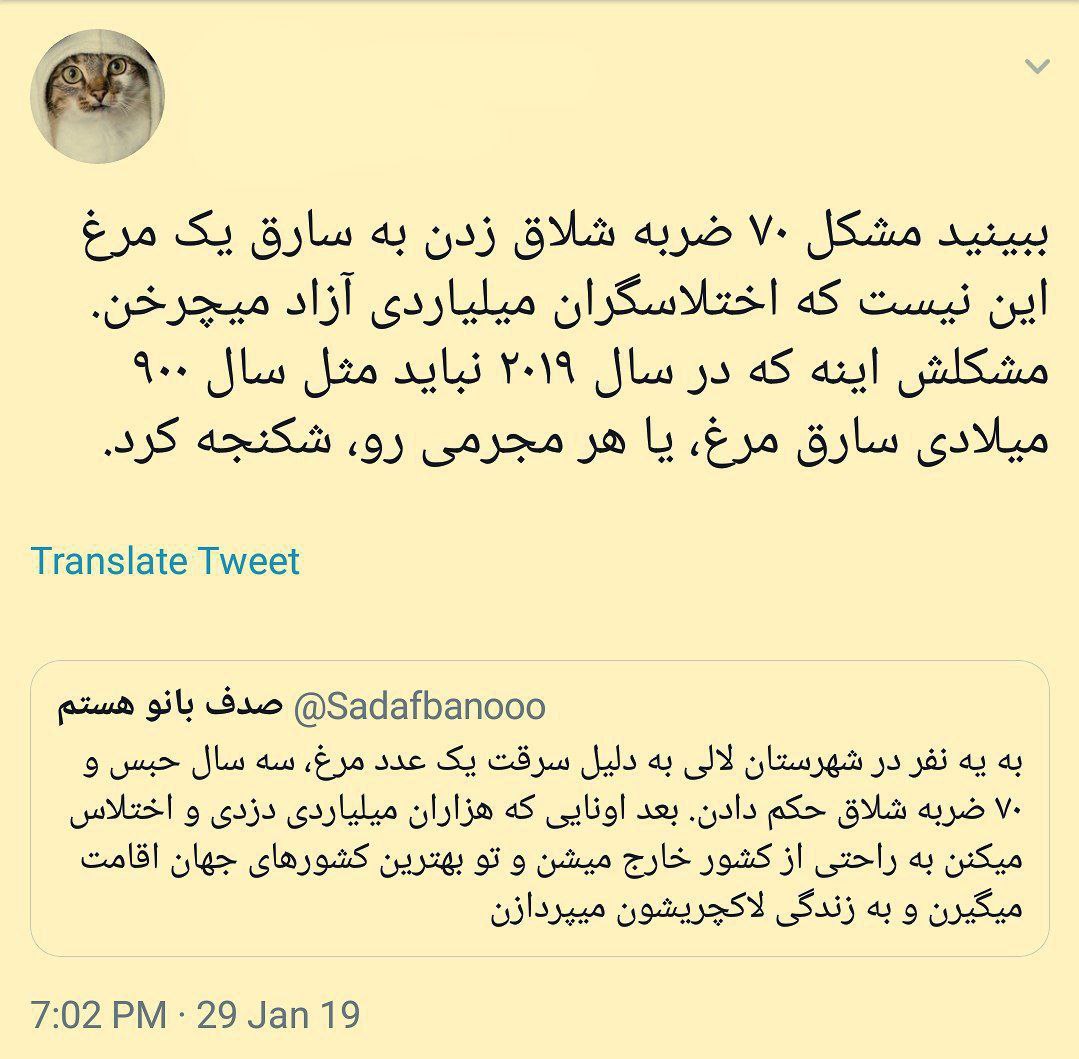 ببینید مشکل ۷۰ ضربه شلاق زدن به سارق یک مرغ
این نیست که اختلاسگران میلیاردی آزاد میچرخن.
مشکلش اینه که در سال ۲۰۱۹ نباید مثل سال ۹۰۰
میلادی سارق مرغ، یا هر مجرمی رو، شکنجه کرد.
Translate Tweet
صدف بانو هستم @Sadafbanooo
به یه نفر در شهرستان لالی به دلیل سرقت یک عدد مرغ، سه سال حبس و
۷۰ ضربه شلاق حکم دادن. بعد اونایی که هزاران میلیاردی دزدی و اختلاس
میکنن به راحتی از کشور خارج میشن و تو بهترین کشورهای جهان اقامت
میگیرن و به زندگی لاکچریشون میپردازن
7:02 PM · 29 Jan 19